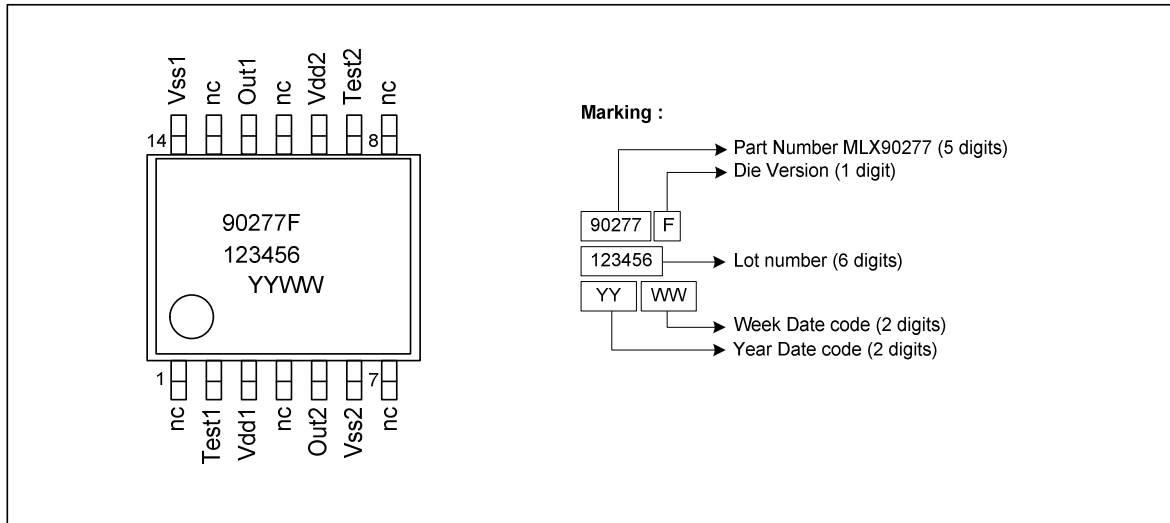 Vss1 nc Out1 nc Vdd2 Test2 nc
14 8
90277F
123456
YYWW
1 7
nc Test1 Vdd1 nc Out2 Vss2 nc
Marking :
Part Number MLX90277 (5 digits)
Die Version (1 digit)
90277 F
123456 Lot number (6 digits)
YY WW
Week Date code (2 digits)
Year Date code (2 digits)